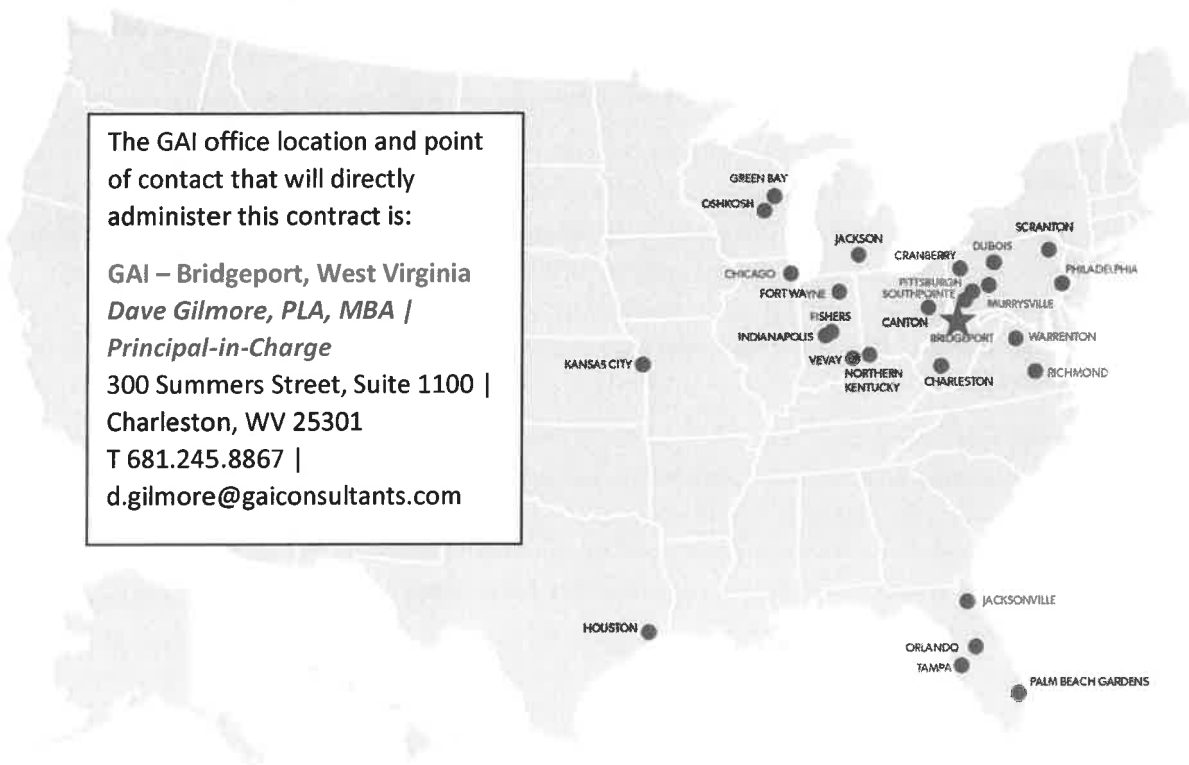 The GAI office location and point
of contact that will directly
administer this contract is:
GAI – Bridgeport, West Virginia
Dave Gilmore, PLA, MBA |
Principal-in-Charge
300 Summers Street, Suite 1100 |
Charleston, WV 25301
T 681.245.8867 |
d.gilmore@gaiconsultants.com
GREEN BAY
OSHKOSH
JACKSON
SCRANTON
DUBOIS
CRANBERRY
PHILADELPHIA
CHICAGO
PITTSBURGH
FORT WAYNE
SOUTHPOINTE
MURRYSVILLE
FISHERS
CANTON
INDIANAPOLIS
BRIDGEPORT
WARRENTON
VEVAY
KANSAS CITY
NORTHERN
KENTUCKY
CHARLESTON
RICHMOND
JACKSONVILLE
HOUSTON
ORLANDO
TAMPA
PALM BEACH GARDENS